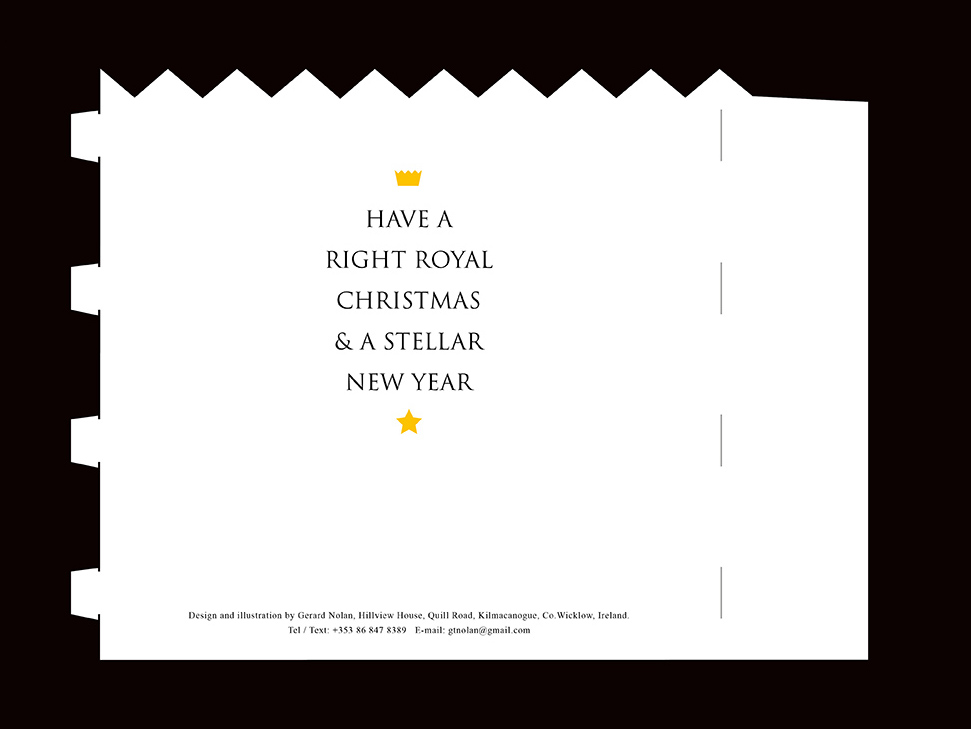 HAVE A
RIGHT ROYAL
CHRISTMAS
& A STELLAR
NEW YEAR
Design and illustration by Gerard Nolan, Hillview House, Quill Road, Kilmacanogue, Co.Wicklow, Ireland.
Tel / Text: +353 86 847 8389 E-mail: gtnolan@gmail.com